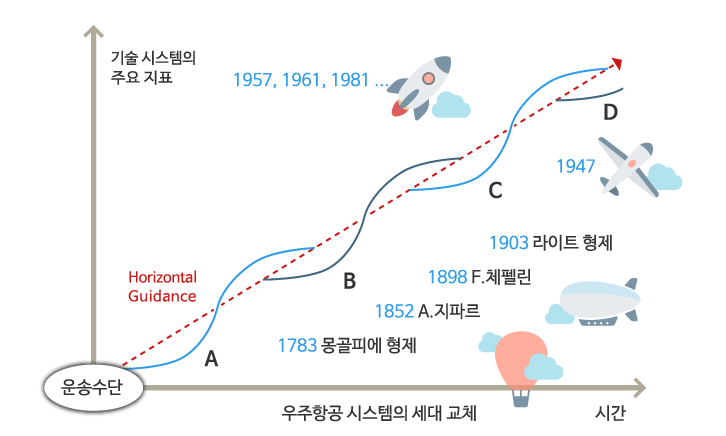 기술 시스템의
주요 지표
1957, 1961, 1981 ...
D
1947
C
1903 라이트 형제
Horizontal
Guidance
B
1898 F.체펠린
1852 A.지파르
A
1783 몽골피에 형제
운송수단
우주항공 시스템의 세대 교체
시간